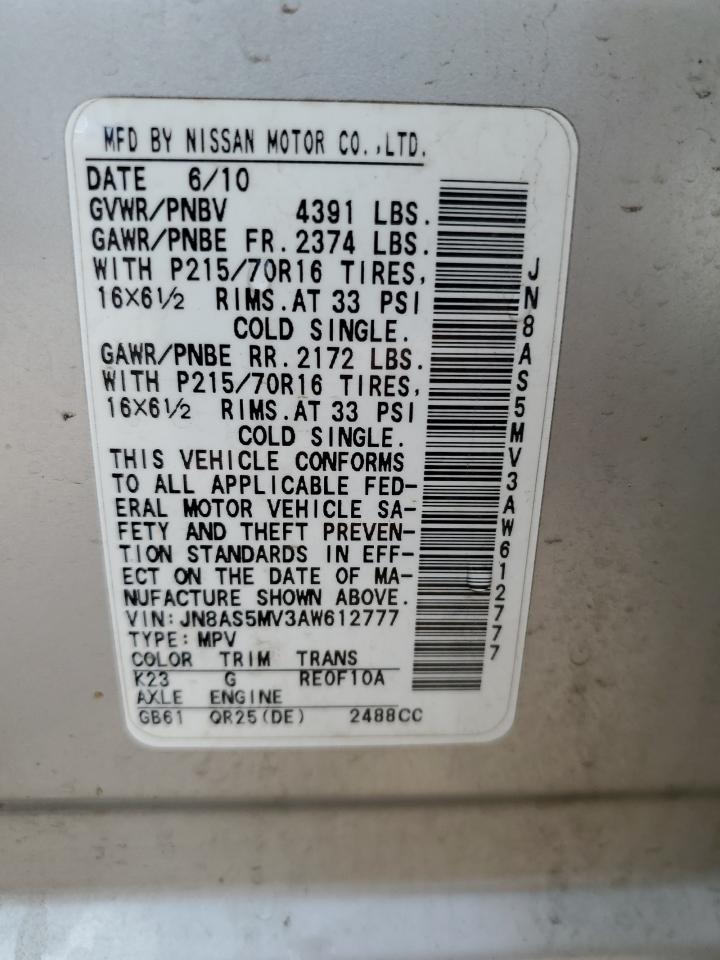 MFD BY NISSAN MOTOR CO.,LTD.
DATE 6/10
GVWR/PNBV 4391 LBS.
GAWR/PNBE FR.2374 LBS.
WITH P215/70R16 TIRES,
16×6½ RIMS.AT 33 PSI
COLD SINGLE.
GAWR/PNBE RR.2172 LBS.
WITH P215/70R16 TIRES,
16×6½ RIMS.AT 33 PSI
COLD SINGLE.
THIS VEHICLE CONFORMS
TO ALL APPLICABLE FED-
ERAL MOTOR VEHICLE SA-
FETY AND THEFT PREVEN-
TION STANDARDS IN EFF-
ECT ON THE DATE OF MA-
NUFACTURE SHOWN ABOVE.
VIN:JN8AS5MV3AW612777
TYPE:MPV
COLOR TRIM TRANS
K23 G RE0F10A
AXLE ENGINE
GB61 QR25(DE) 2488CC
JN8AS5MV3AW612777